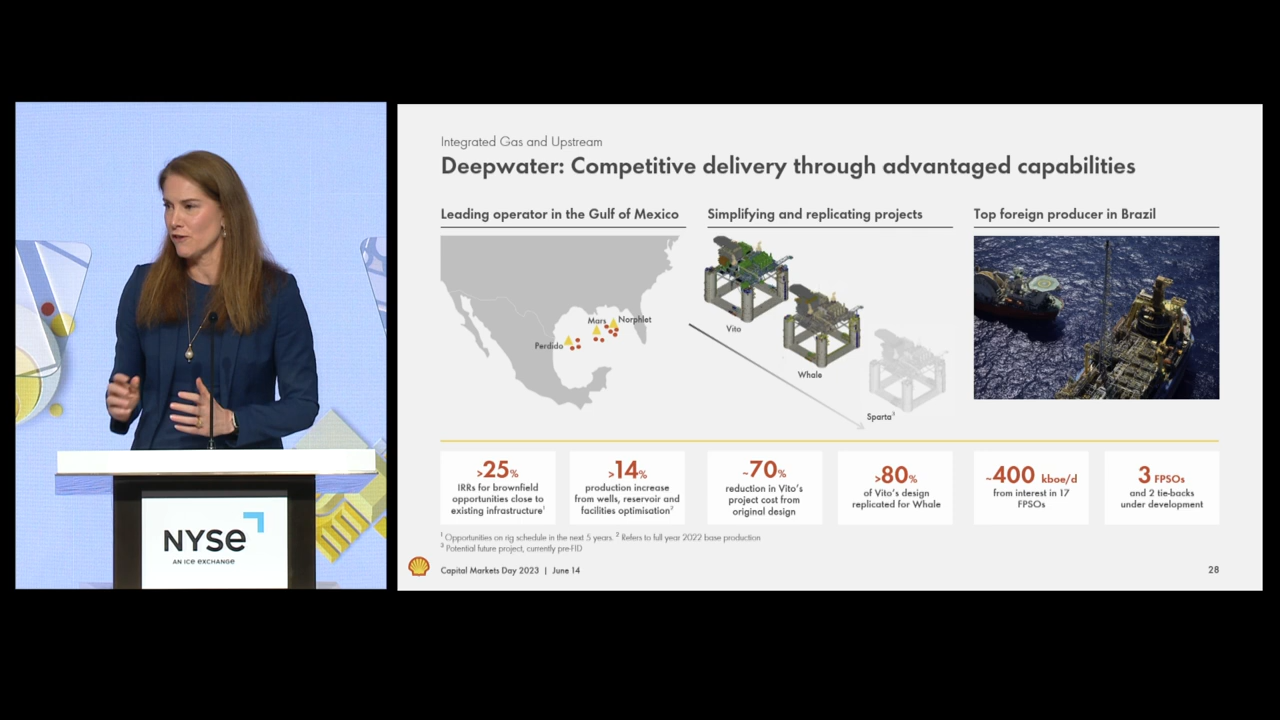 Integrated Gas and Upstream
Deepwater: Competitive delivery through advantaged capabilities
Leading operator in the Gulf of Mexico
Simplifying and replicating projects
Top foreign producer in Brazil
Mars
Norphlet
Perdido
Vito
Whale
Sparta³
>25%
IRRs for brownfield
opportunities close to
existing infrastructure¹
>14%
production increase
from wells, reservoir and
facilities optimisation²
~70%
reduction in Vito’s
project cost from
original design
>80%
of Vito’s design
replicated for Whale
~400 kboe/d
from interest in 17
FPSOs
3 FPSOs
and 2 tie-backs
under development
¹ Opportunities on rig schedule in the next 5 years. ² Refers to full year 2022 base production
³ Potential future project, currently pre-FID
Capital Markets Day 2023 | June 14
28
NYSE
AN ICE EXCHANGE